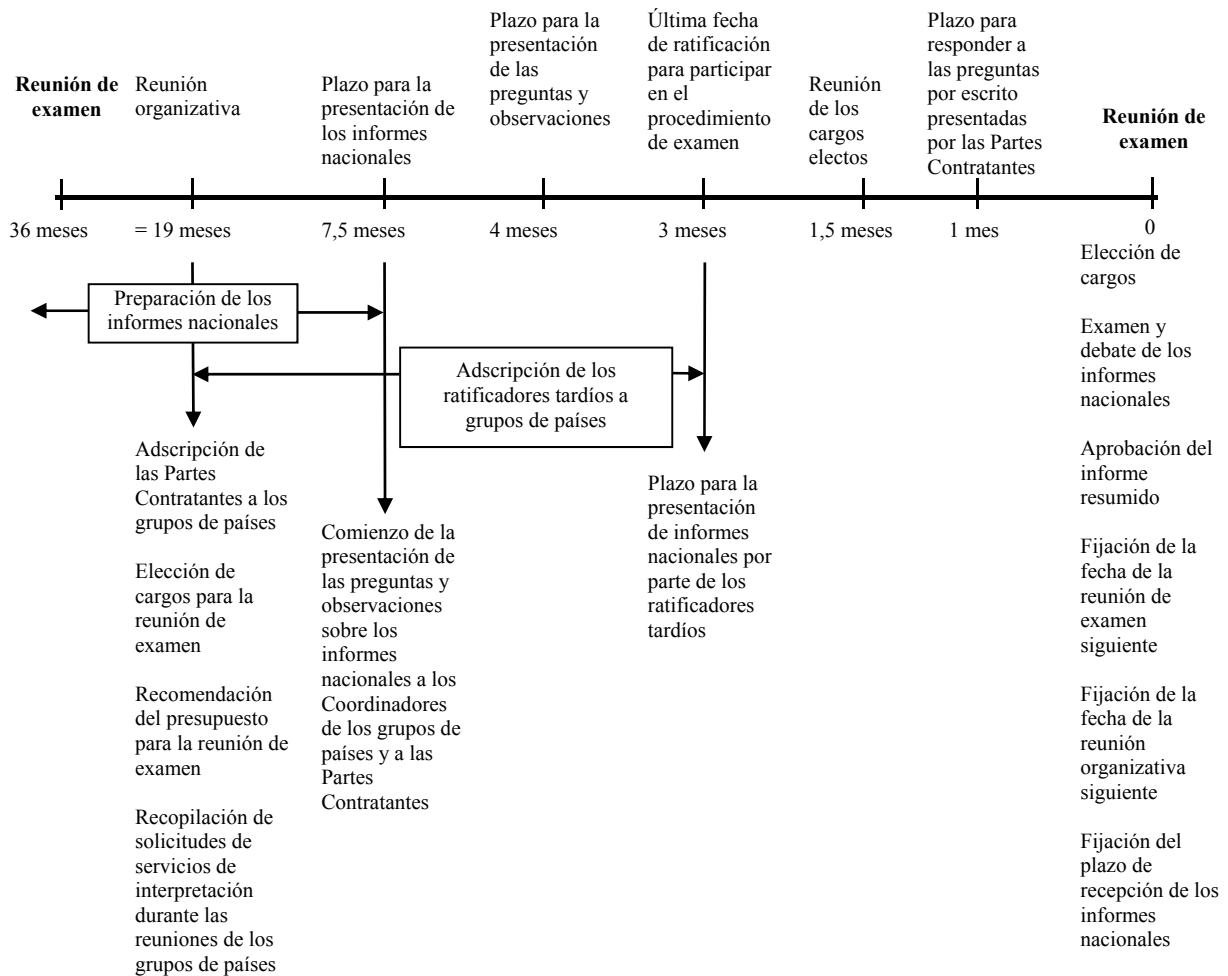 Reunión de
examen
Reunión
organizativa
Plazo para la
presentación de
los informes
nacionales
Plazo para la
presentación
de las
preguntas y
observaciones
Última fecha
de ratificación
para participar
en el
procedimiento
de examen
Reunión
de los
cargos
electos
Plazo para
responder a
las preguntas
por escrito
presentadas
por las Partes
Contratantes
Reunión de
examen
36 meses
= 19 meses
7,5 meses
4 meses
3 meses
1,5 meses
1 mes
0
Preparación de los
informes nacionales
Adscripción de los
ratificadores tardíos a
grupos de países
Adscripción de
las Partes
Contratantes a los
grupos de países
Elección de
cargos para la
reunión de
examen
Recomendación
del presupuesto
para la reunión de
examen
Recopilación de
solicitudes de
servicios de
interpretación
durante las
reuniones de los
grupos de países
Comienzo de la
presentación de
las preguntas y
observaciones
sobre los
informes
nacionales a los
Coordinadores
de los grupos de
países y a las
Partes
Contratantes
Plazo para la
presentación
de informes
nacionales por
parte de los
ratificadores
tardíos
Elección de
cargos
Examen y
debate de los
informes
nacionales
Aprobación del
informe
resumido
Fijación de la
fecha de la
reunión de
examen
siguiente
Fijación de la
fecha de la
reunión
organizativa
siguiente
Fijación del
plazo de
recepción de los
informes
nacionales